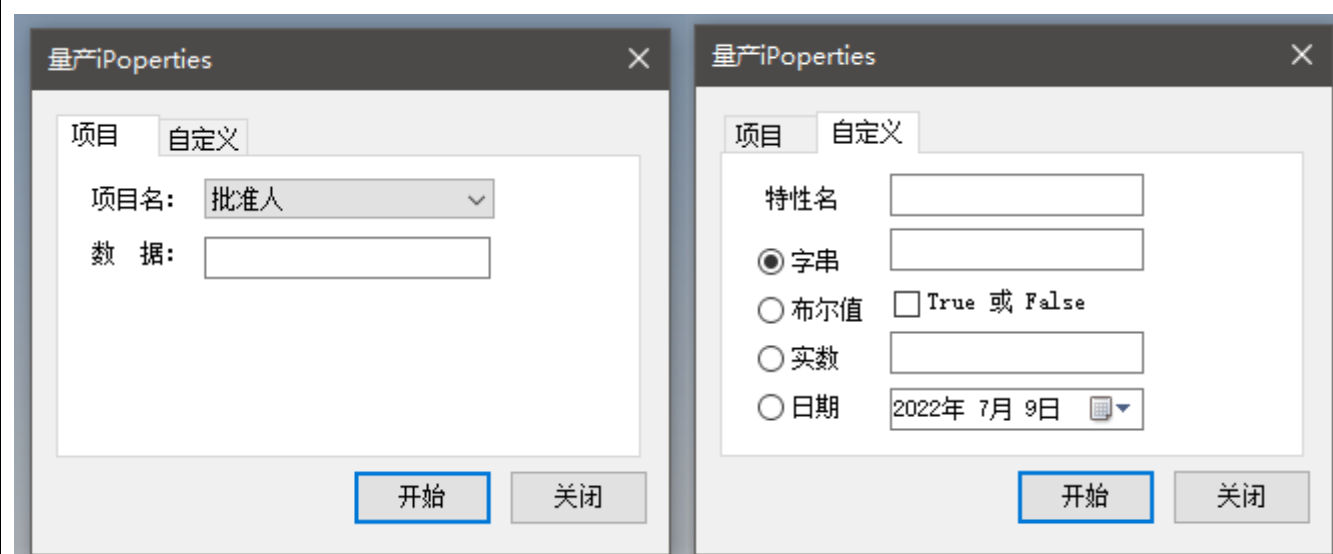 量产iPoperties
项目
自定义
项目名：
批准人
数 据：
开始
关闭
量产iPoperties
项目
自定义
特性名
字串
布尔值
True 或 False
实数
日期
2022年 7月 9日
开始
关闭